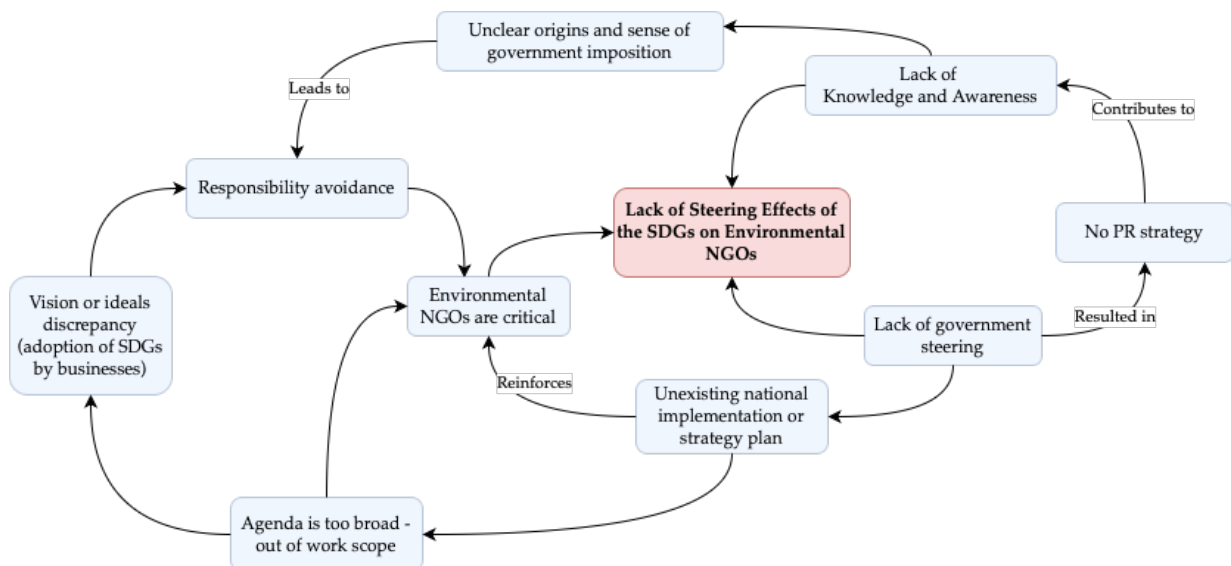 Unclear origins and sense of
government imposition
Lack of
Knowledge and Awareness
Leads to
Contributes to
Responsibility avoidance
Lack of Steering Effects of
the SDGs on Environmental
NGOs
No PR strategy
Vision or ideals
discrepancy
(adoption of SDGs
by businesses)
Environmental
NGOs are critical
Lack of government
steering
Resulted in
Reinforces
Unexisting national
implementation or
strategy plan
Agenda is too broad -
out of work scope